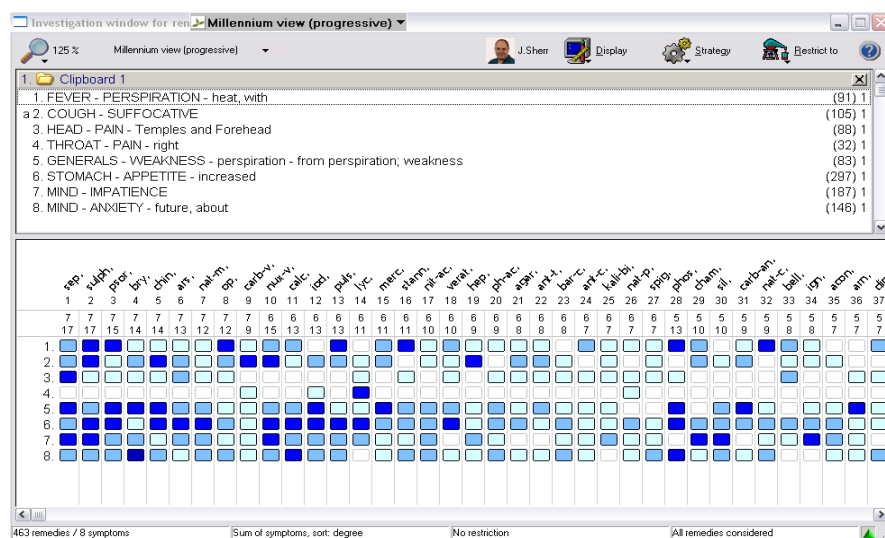 Investigation window for ren
Millennium view (progressive)
125 % Millennium view (progressive) J.Sherr Display Strategy Restrict to
1. Clipboard 1
1. FEVER - PERSPIRATION - heat, with (91) 1
a 2. COUGH - SUFFOCATIVE (105) 1
3. HEAD - PAIN - Temples and Forehead (88) 1
4. THROAT - PAIN - right (32) 1
5. GENERALS - WEAKNESS - perspiration - from perspiration; weakness (83) 1
6. STOMACH - APPETITE - increased (297) 1
7. MIND - IMPATIENCE (187) 1
8. MIND - ANXIETY - future, about (146) 1
sep. sulph. psor. bry. chin. ars. nat-m. op. carb-v. nux-v. calc. iod. puls. lyc. merc. stann. nit-ac. verat. hep. ph-ac. agar. ant-t. bar-c. ant-c. kali-bi. nat-p. spig. phos. cham. sil. carb-an. nat-c. bell. ign. acon. arn.
1 2 3 4 5 6 7 8 9 10 11 12 13 14 15 16 17 18 19 20 21 22 23 24 25 26 27 28 29 30 31 32 33 34 35 36 37
7 7 7 7 7 7 7 7 7 6 6 6 6 6 6 6 6 6 6 6 6 6 6 6 6 6 6 5 5 5 5 5 5 5 5 5 5
17 17 15 14 14 13 12 12 9 15 13 12 12 11 11 11 10 10 9 9 8 8 8 7 7 7 7 13 10 10 9 9 8 8 7 7 7
1.
2.
3.
4.
5.
6.
7.
8.
463 remedies / 8 symptoms Sum of symptoms, sort: degree No restriction All remedies considered